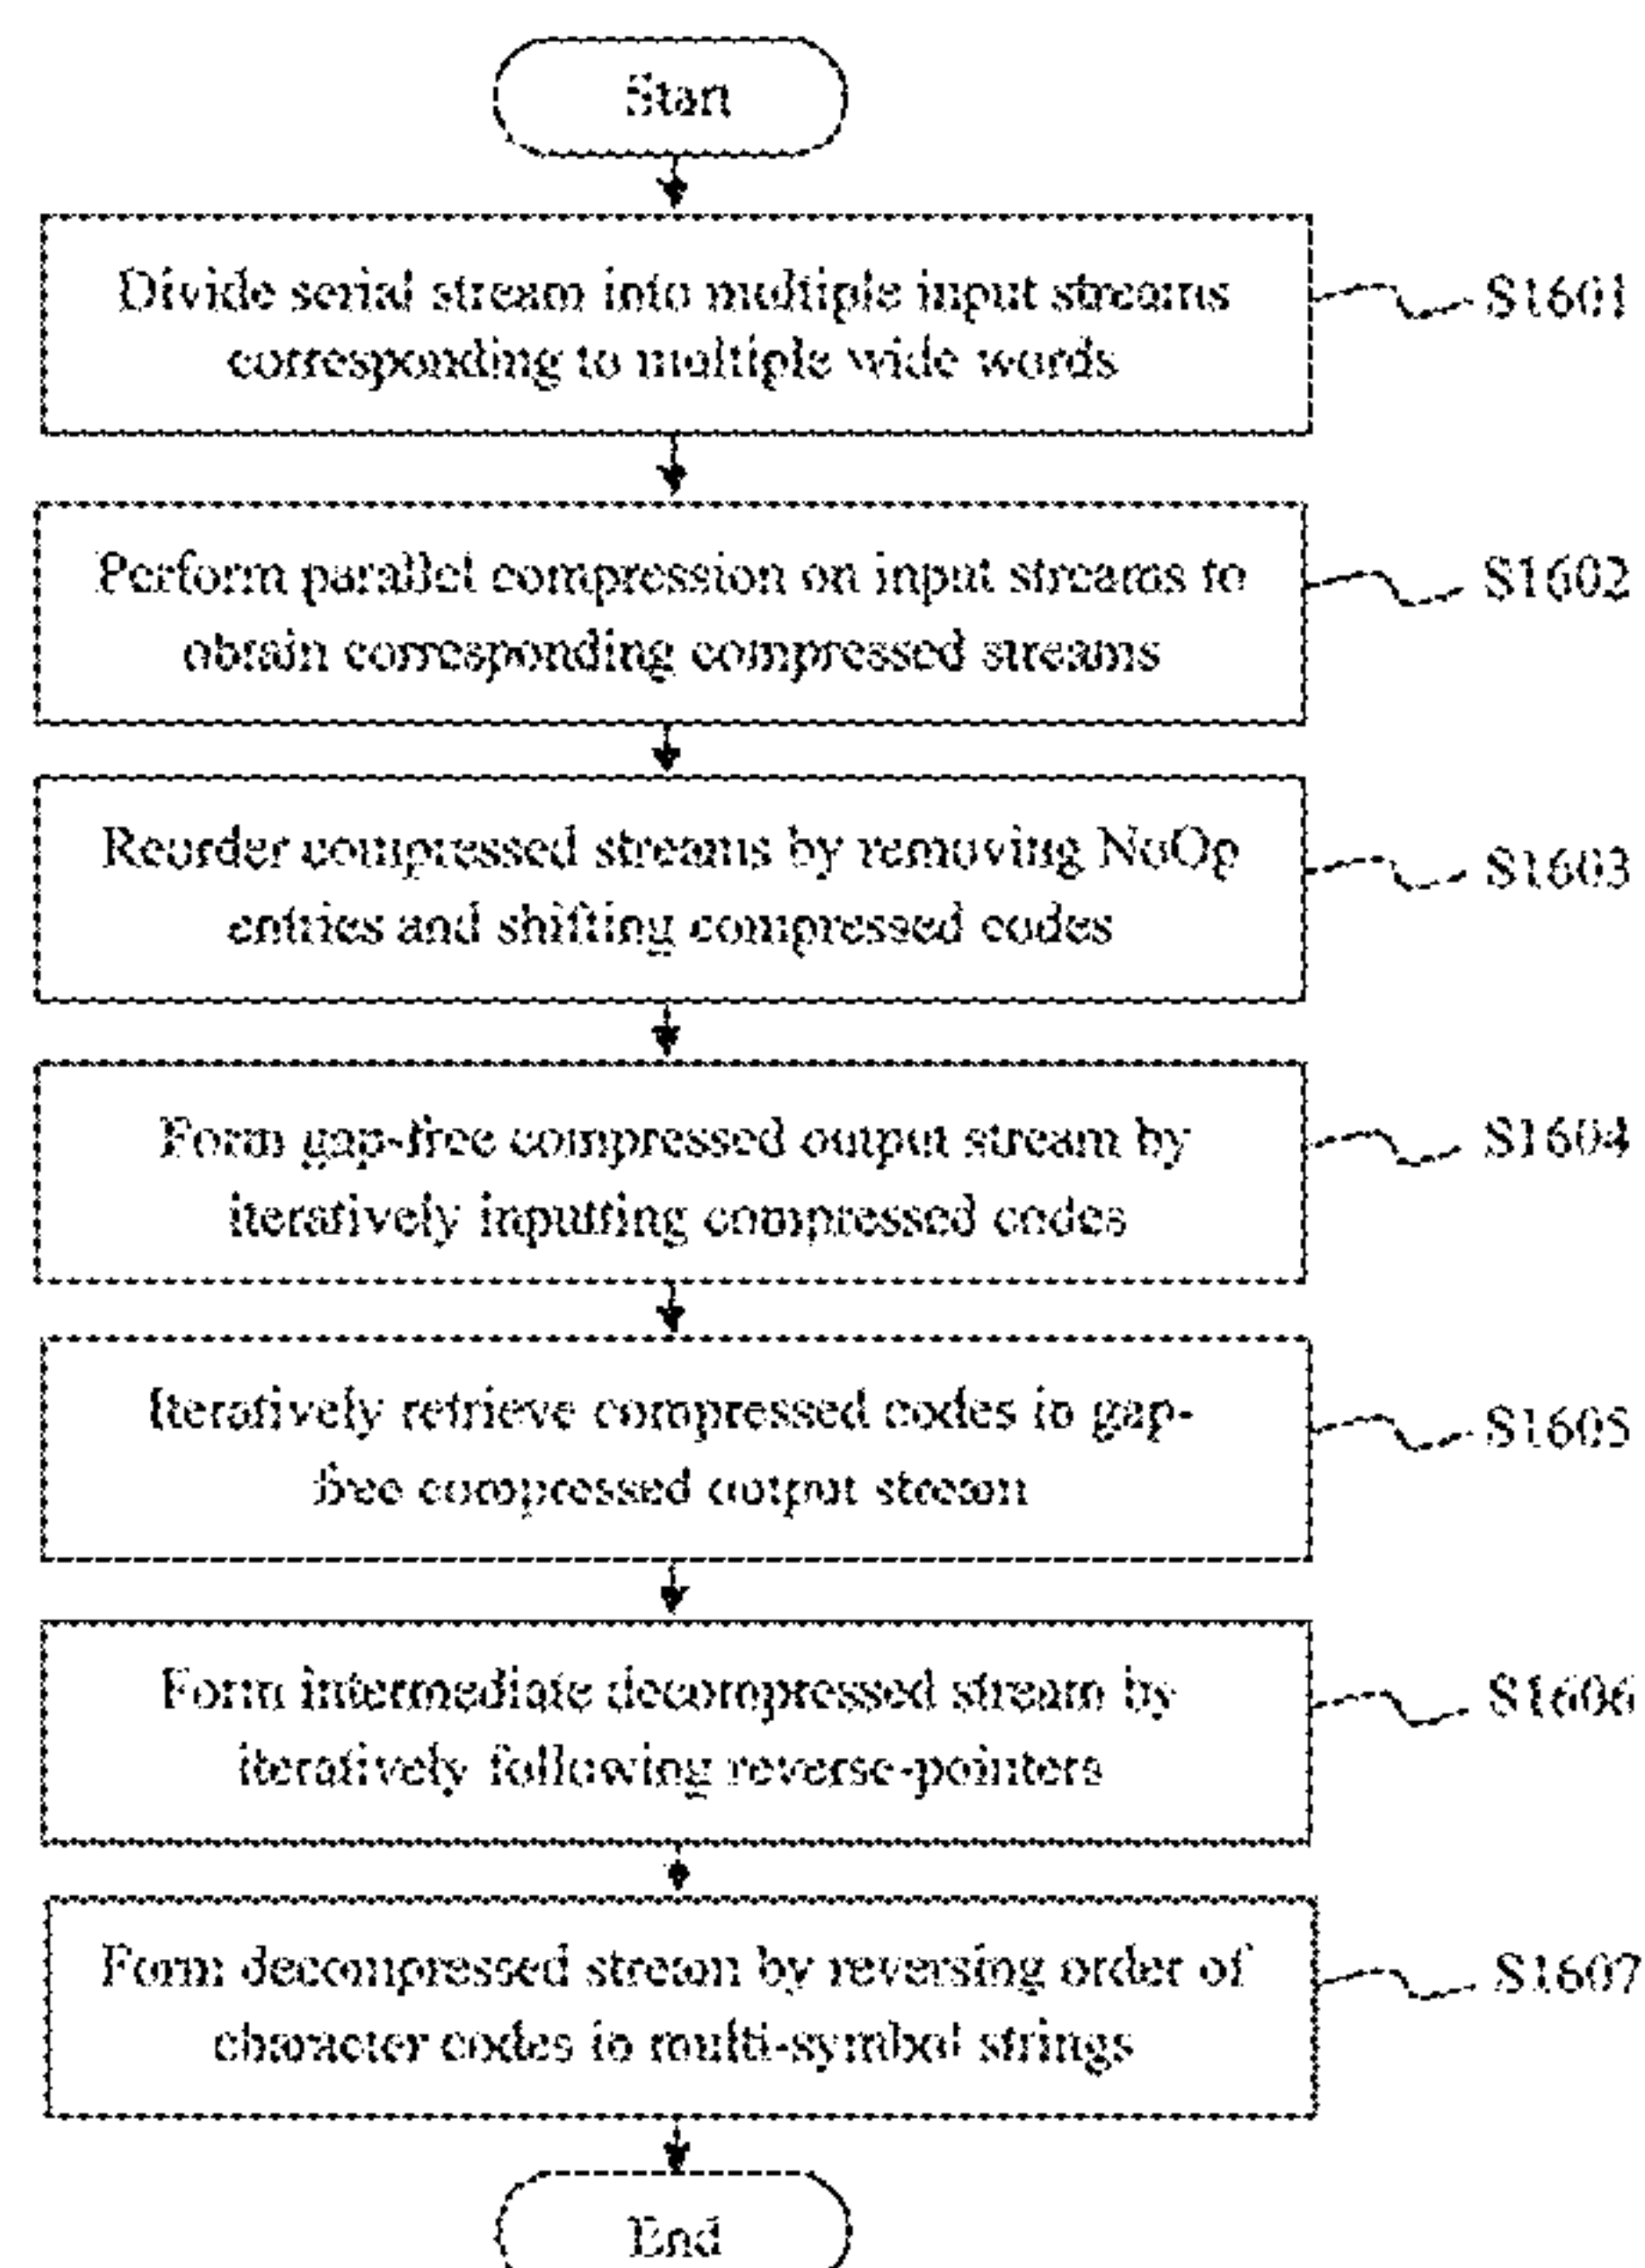 Start
Divide serial stream into multiple input streams
corresponding to multiple wide words
S1601
Perform parallel compression on input streams to
obtain corresponding compressed streams
S1602
Reorder compressed streams by removing NoOp
entries and shifting compressed codes
S1603
Form gap-free compressed output stream by
iteratively inputting compressed codes
S1604
Iteratively retrieve compressed codes in gap-
free compressed output stream
S1605
Form intermediate decompressed stream by
iteratively following reverse-pointers
S1606
Form decompressed stream by reversing order of
character codes in multi-symbol strings
S1607
End